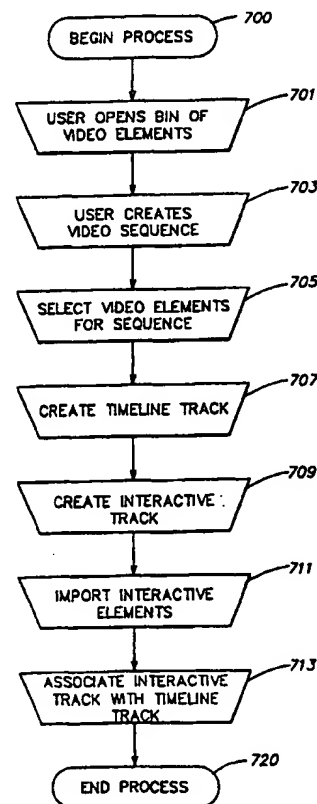 700
BEGIN PROCESS
701
USER OPENS BIN OF
VIDEO ELEMENTS
703
USER CREATES
VIDEO SEQUENCE
705
SELECT VIDEO ELEMENTS
FOR SEQUENCE
707
CREATE TIMELINE TRACK
709
CREATE INTERACTIVE
TRACK
711
IMPORT INTERACTIVE
ELEMENTS
713
ASSOCIATE INTERACTIVE
TRACK WITH TIMELINE
TRACK
720
END PROCESS